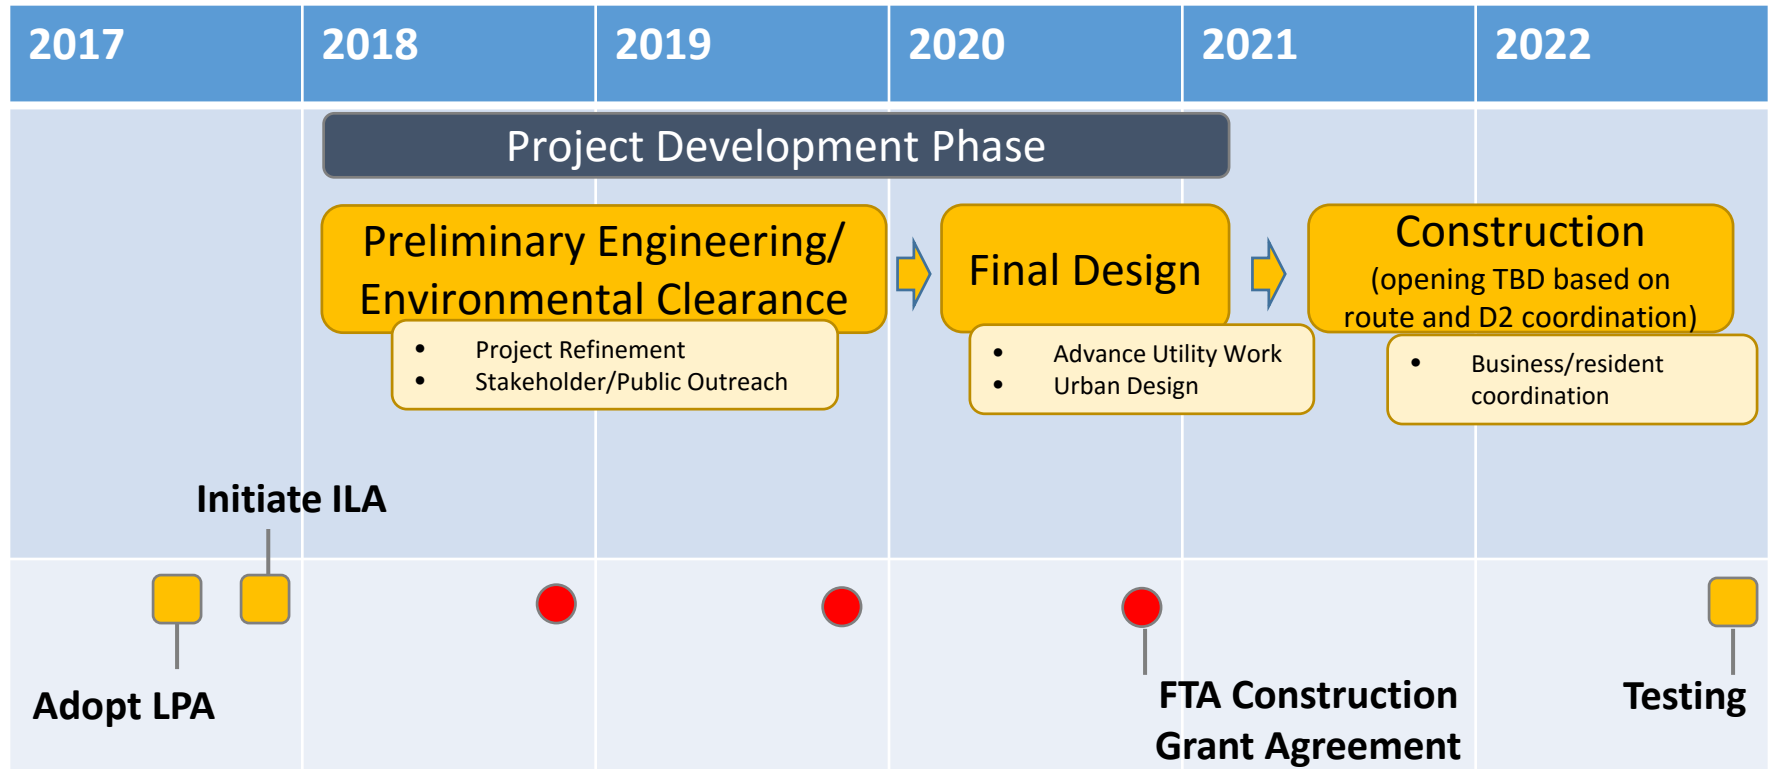 2017 2018 2019 2020 2021 2022
Project Development Phase
Preliminary Engineering/
Environmental Clearance
• Project Refinement
• Stakeholder/Public Outreach
Final Design
• Advance Utility Work
• Urban Design
Construction
(opening TBD based on
route and D2 coordination)
• Business/resident
coordination
Initiate ILA
Adopt LPA
FTA Construction
Grant Agreement
Testing